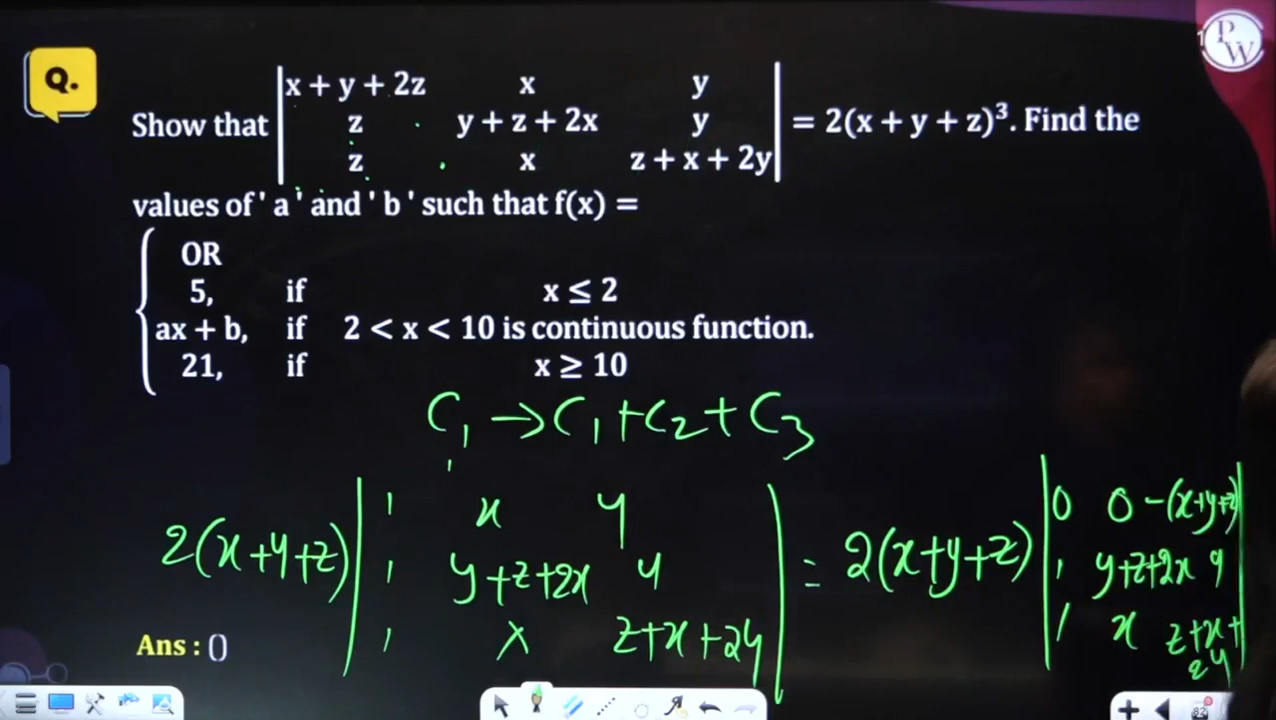 PW
Q.
x + y + 2z x y
Show that z y + z + 2x y = 2(x + y + z)³. Find the
z x z + x + 2y
values of ' a ' and ' b ' such that f(x) =
OR
5, if x ≤ 2
ax + b, if 2 < x < 10 is continuous function.
21, if x ≥ 10
C₁ → C₁ + C₂ + C₃
1 x y 0 0 -(x+y+z)
2(x+y+z) 1 y+z+2x y = 2(x+y+z) 1 y+z+2x y
1 x z+x+2y 1 x z+x+2y
Ans : ()
82